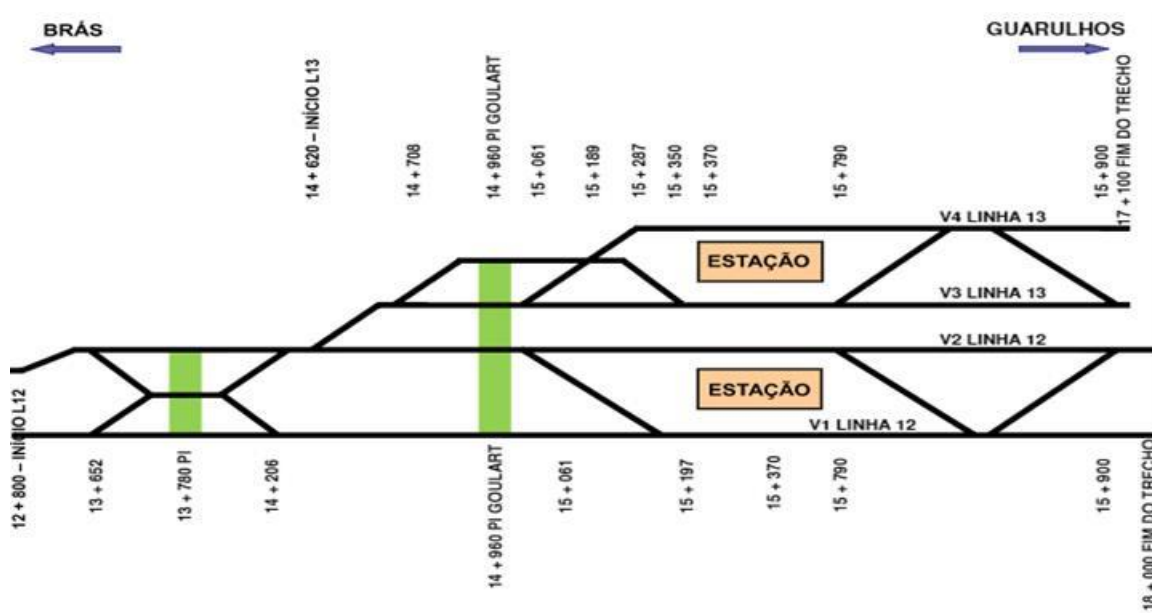 BRÁS
GUARULHOS
14 + 620 – INÍCIO L13
14 + 708
14 + 960 PI GOULART
15 + 061
15 + 189
15 + 287
15 + 350
15 + 370
15 + 790
15 + 900
17 + 100 FIM DO TRECHO
V4 LINHA 13
ESTAÇÃO
V3 LINHA 13
V2 LINHA 12
ESTAÇÃO
V1 LINHA 12
12 + 800 – INÍCIO L12
13 + 652
13 + 780 PI
14 + 206
14 + 960 PI GOULART
15 + 061
15 + 197
15 + 370
15 + 790
15 + 900
18 + 000 FIM DO TRECHO